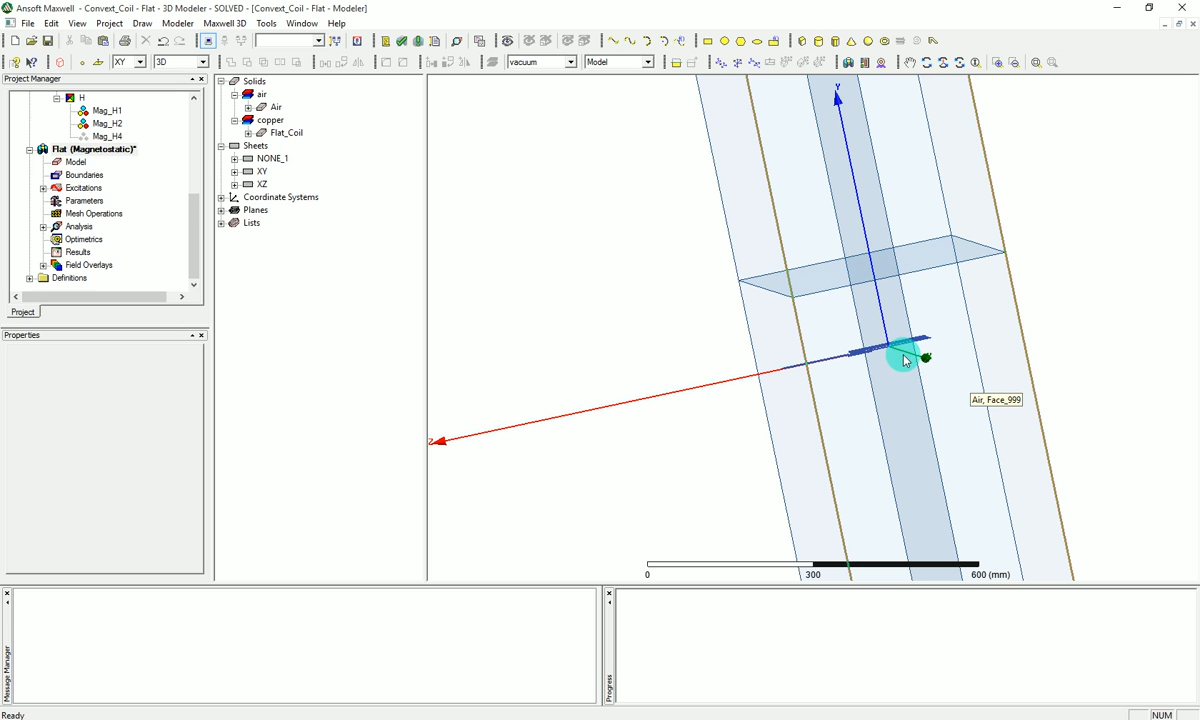 Ansoft Maxwell - Convext_Coil - Flat - 3D Modeler - SOLVED - [Convext_Coil - Flat - Modeler]
File Edit View Project Draw Modeler Maxwell 3D Tools Window Help
XY 3D vacuum Model
Project Manager
H
Mag_H1
Mag_H2
Mag_H4
Flat (Magnetostatic)*
Model
Boundaries
Excitations
Parameters
Mesh Operations
Analysis
Optimetrics
Results
Field Overlays
Definitions
Project
Properties
Solids
air
Air
copper
Flat_Coil
Sheets
NONE_1
XY
XZ
Coordinate Systems
Planes
Lists
Y
Z
Air, Face_999
0 300 600 (mm)
Message Manager
Progress
Ready
NUM